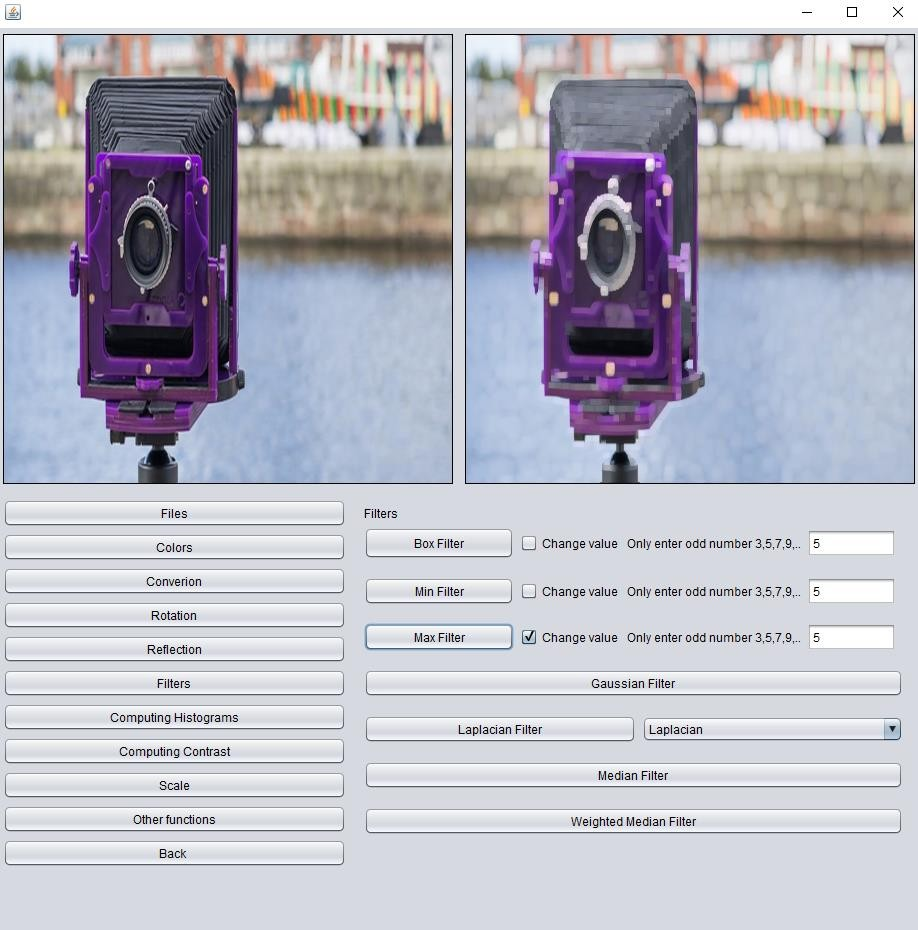 Files
Colors
Converion
Rotation
Reflection
Filters
Computing Histograms
Computing Contrast
Scale
Other functions
Back
Filters
Box Filter Change value Only enter odd number 3,5,7,9,.. 5
Min Filter Change value Only enter odd number 3,5,7,9,.. 5
Max Filter Change value Only enter odd number 3,5,7,9,.. 5
Gaussian Filter
Laplacian Filter Laplacian
Median Filter
Weighted Median Filter